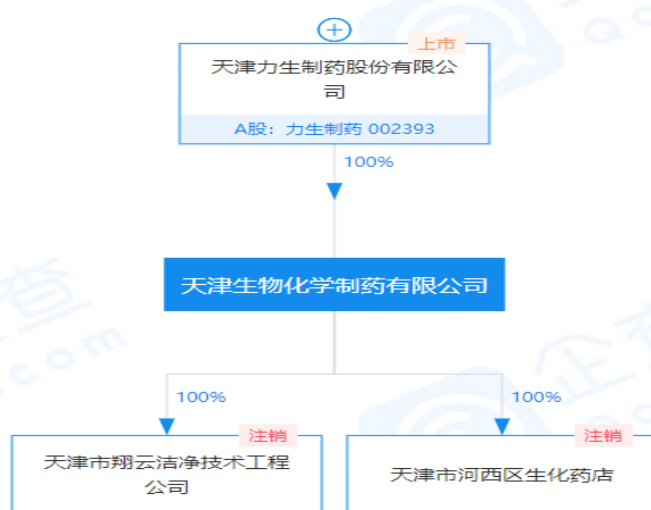 上市
天津力生制药股份有限公
司
A股：力生制药 002393
100%
天津生物化学制药有限公司
100%
100%
注销
注销
天津市翔云洁净技术工程
公司
天津市河西区生化药店